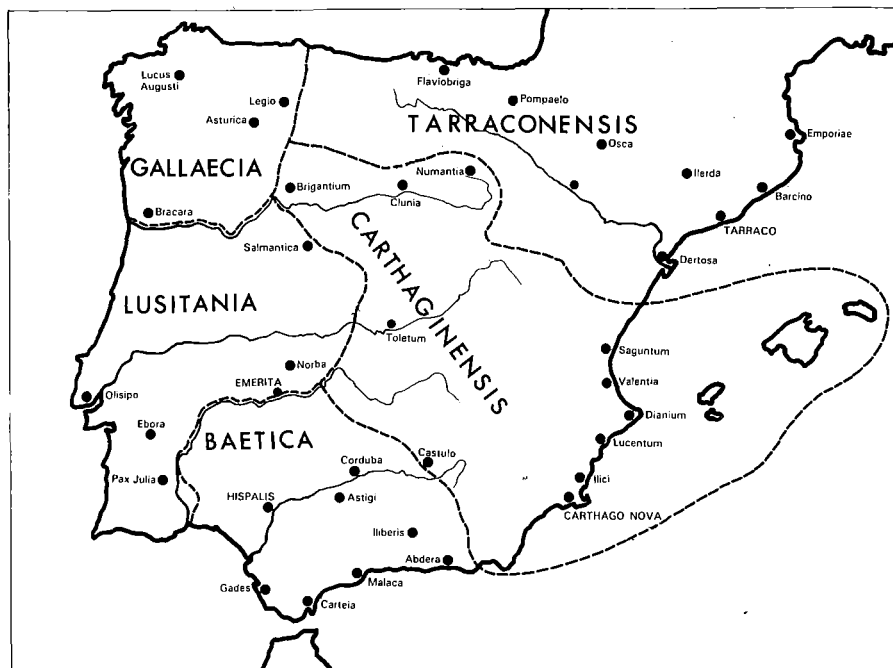 Flaviobriga
Lucus
Augusti
Legio
Pompaelo
Asturica
TARRACONENSIS
Emporiae
Osca
GALLAECIA
Numantia
Ilerda
Brigantium
Clunia
Barcino
Bracara
TARRACO
Salmantica
CARTHAGINENSIS
Dertosa
LUSITANIA
Toletum
Saguntum
Norba
EMERITA
Valentia
Olisipo
Dianium
Ebora
BAETICA
Lucentum
Castulo
Corduba
Pax Julia
Ilici
HISPALIS
Astigi
CARTHAGO NOVA
Iliberis
Abdera
Gades
Malaca
Carteia